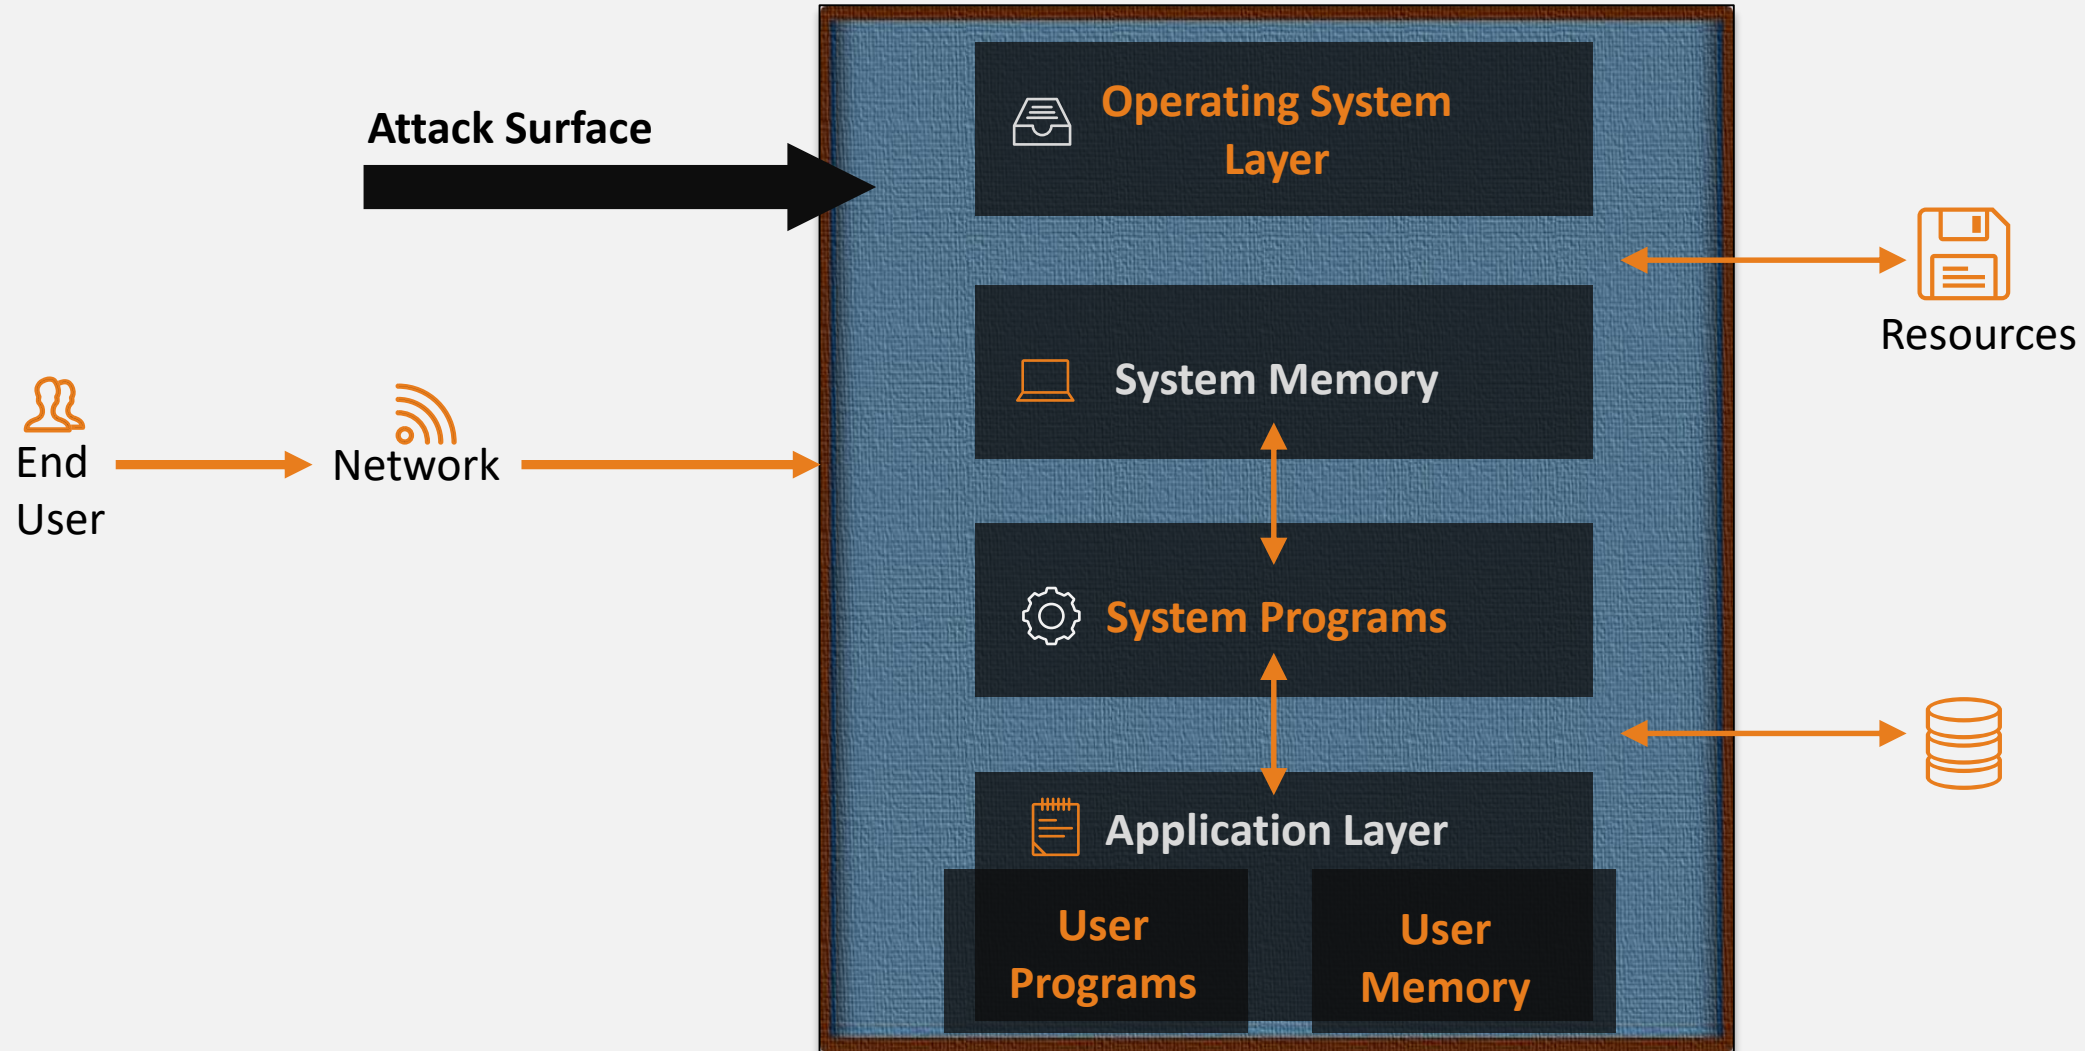 Attack Surface
Operating System
Layer
Resources
System Memory
End
User
Network
System Programs
Application Layer
User
Programs
User
Memory